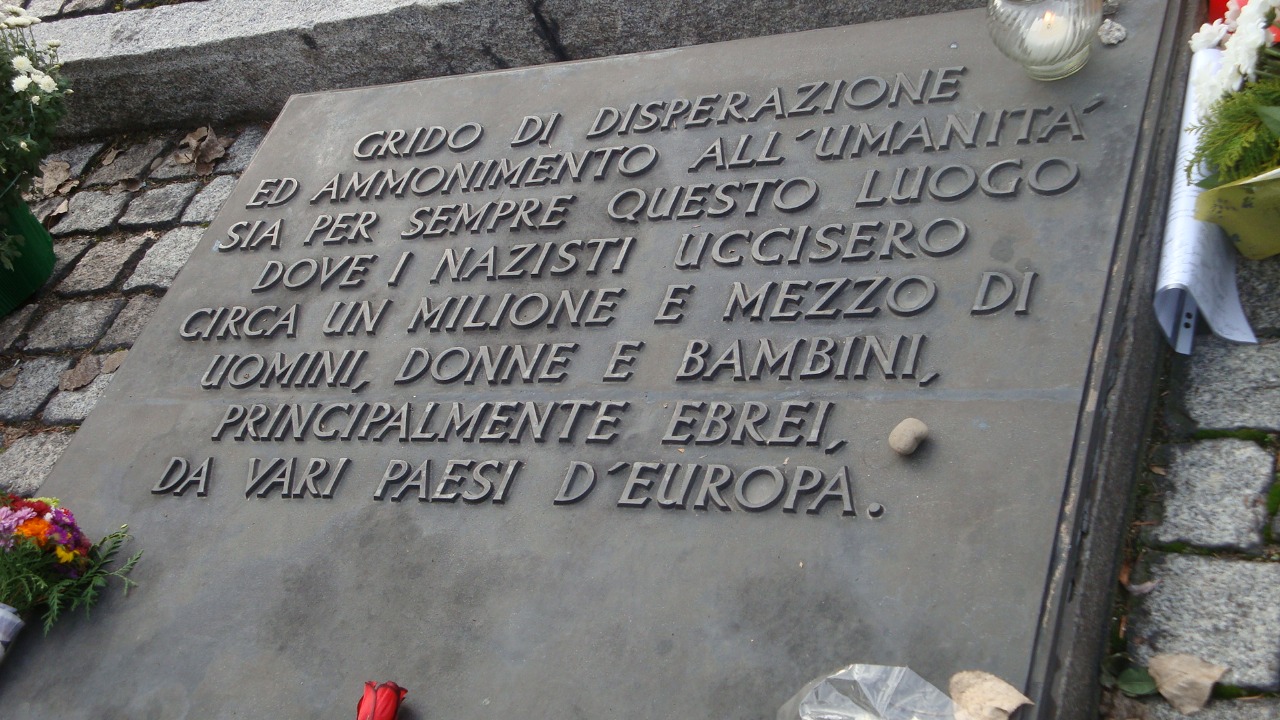 GRIDO DI DISPERAZIONE
ED AMMONIMENTO ALL´UMANITA´
SIA PER SEMPRE QUESTO LUOGO
DOVE I NAZISTI UCCISERO
CIRCA UN MILIONE E MEZZO DI
UOMINI, DONNE E BAMBINI,
PRINCIPALMENTE EBREI,
DA VARI PAESI D´EUROPA.